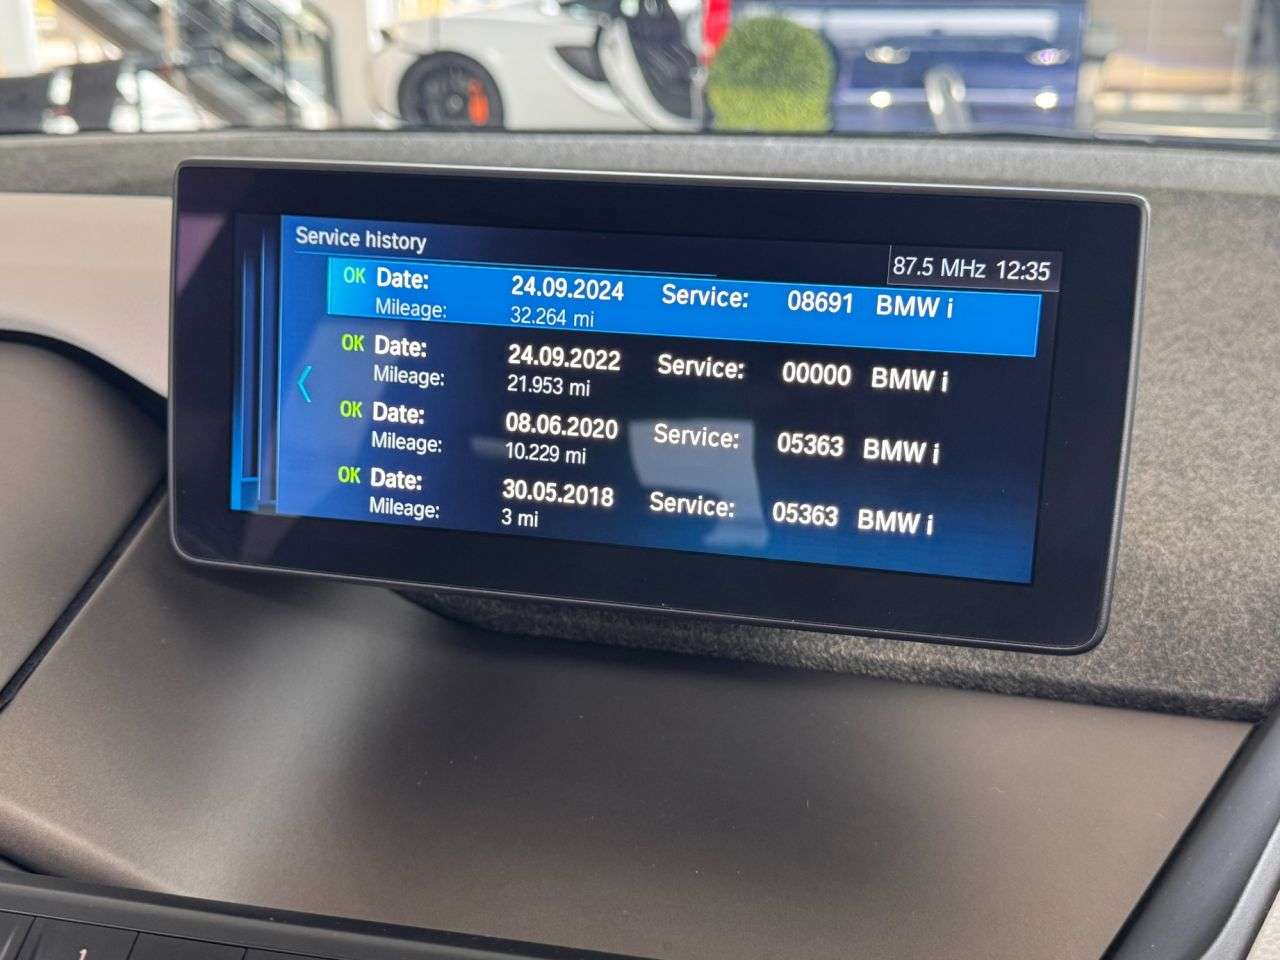 Service history
87.5 MHz 12:35
OK Date: 24.09.2024 Service: 08691 BMW i
Mileage: 32.264 mi
OK Date: 24.09.2022 Service: 00000 BMW i
Mileage: 21.953 mi
OK Date: 08.06.2020 Service: 05363 BMW i
Mileage: 10.229 mi
OK Date: 30.05.2018 Service: 05363 BMW i
Mileage: 3 mi
1